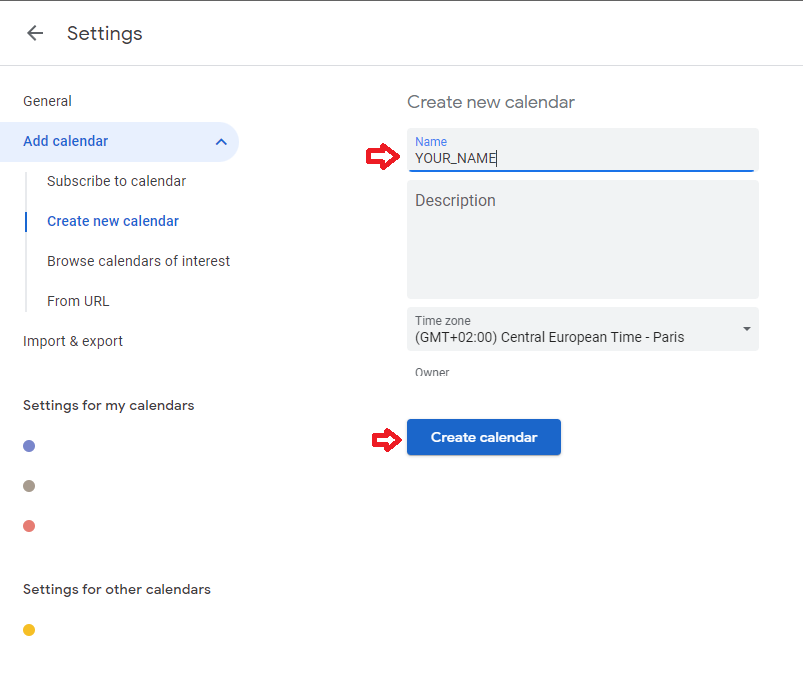 Settings
General
Add calendar
Subscribe to calendar
Create new calendar
Browse calendars of interest
From URL
Import & export
Settings for my calendars
Settings for other calendars
Create new calendar
Name
YOUR_NAME
Description
Time zone
(GMT+02:00) Central European Time - Paris
Owner
Create calendar